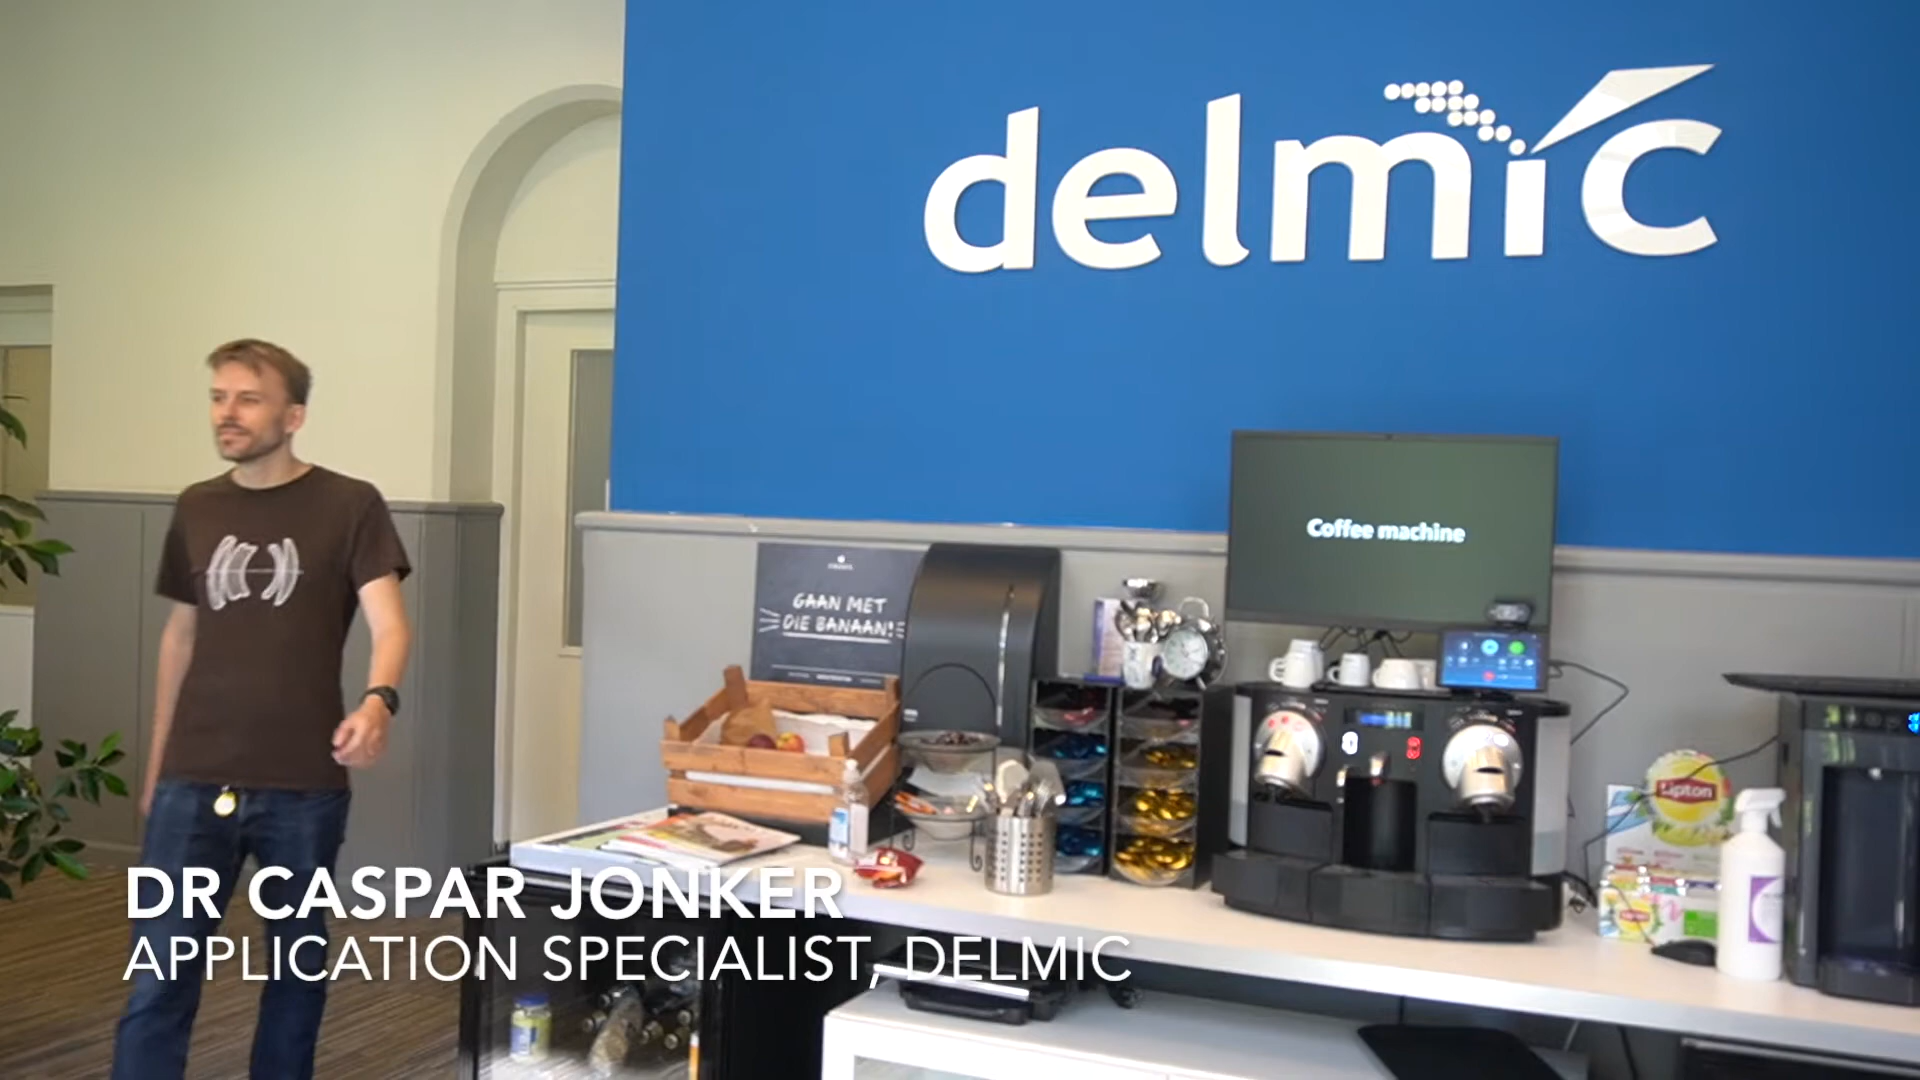 delmic
Coffee machine
GAAN MET
DIE BANAAN!
Lipton
DR CASPAR JONKER
APPLICATION SPECIALIST, DELMIC